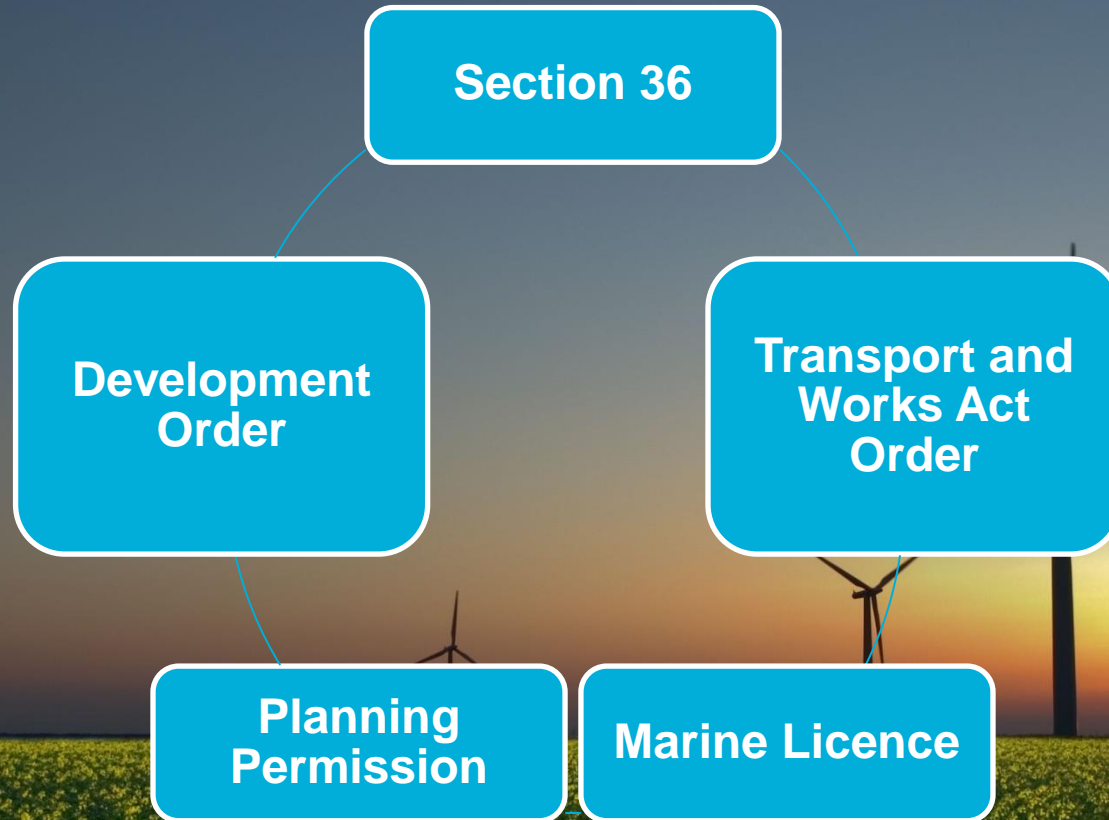 Section 36
Development
Order
Transport and
Works Act
Order
Planning
Permission
Marine Licence